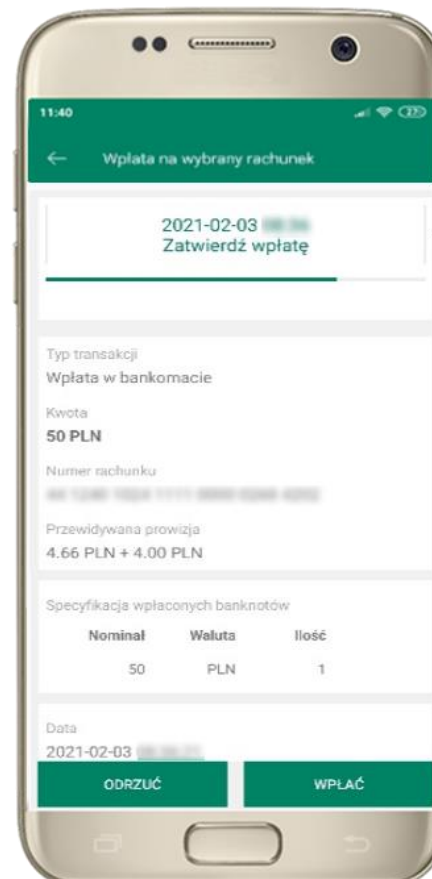 11:40
Wpłata na wybrany rachunek
2021-02-03
Zatwierdź wpłatę
Typ transakcji
Wpłata w bankomacie
Kwota
50 PLN
Numer rachunku
Przewidywana prowizja
4.66 PLN + 4.00 PLN
Specyfikacja wpłaconych banknotów
Nominał Waluta Ilość
50 PLN 1
Data
2021-02-03
ODRZUĆ WPŁAĆ